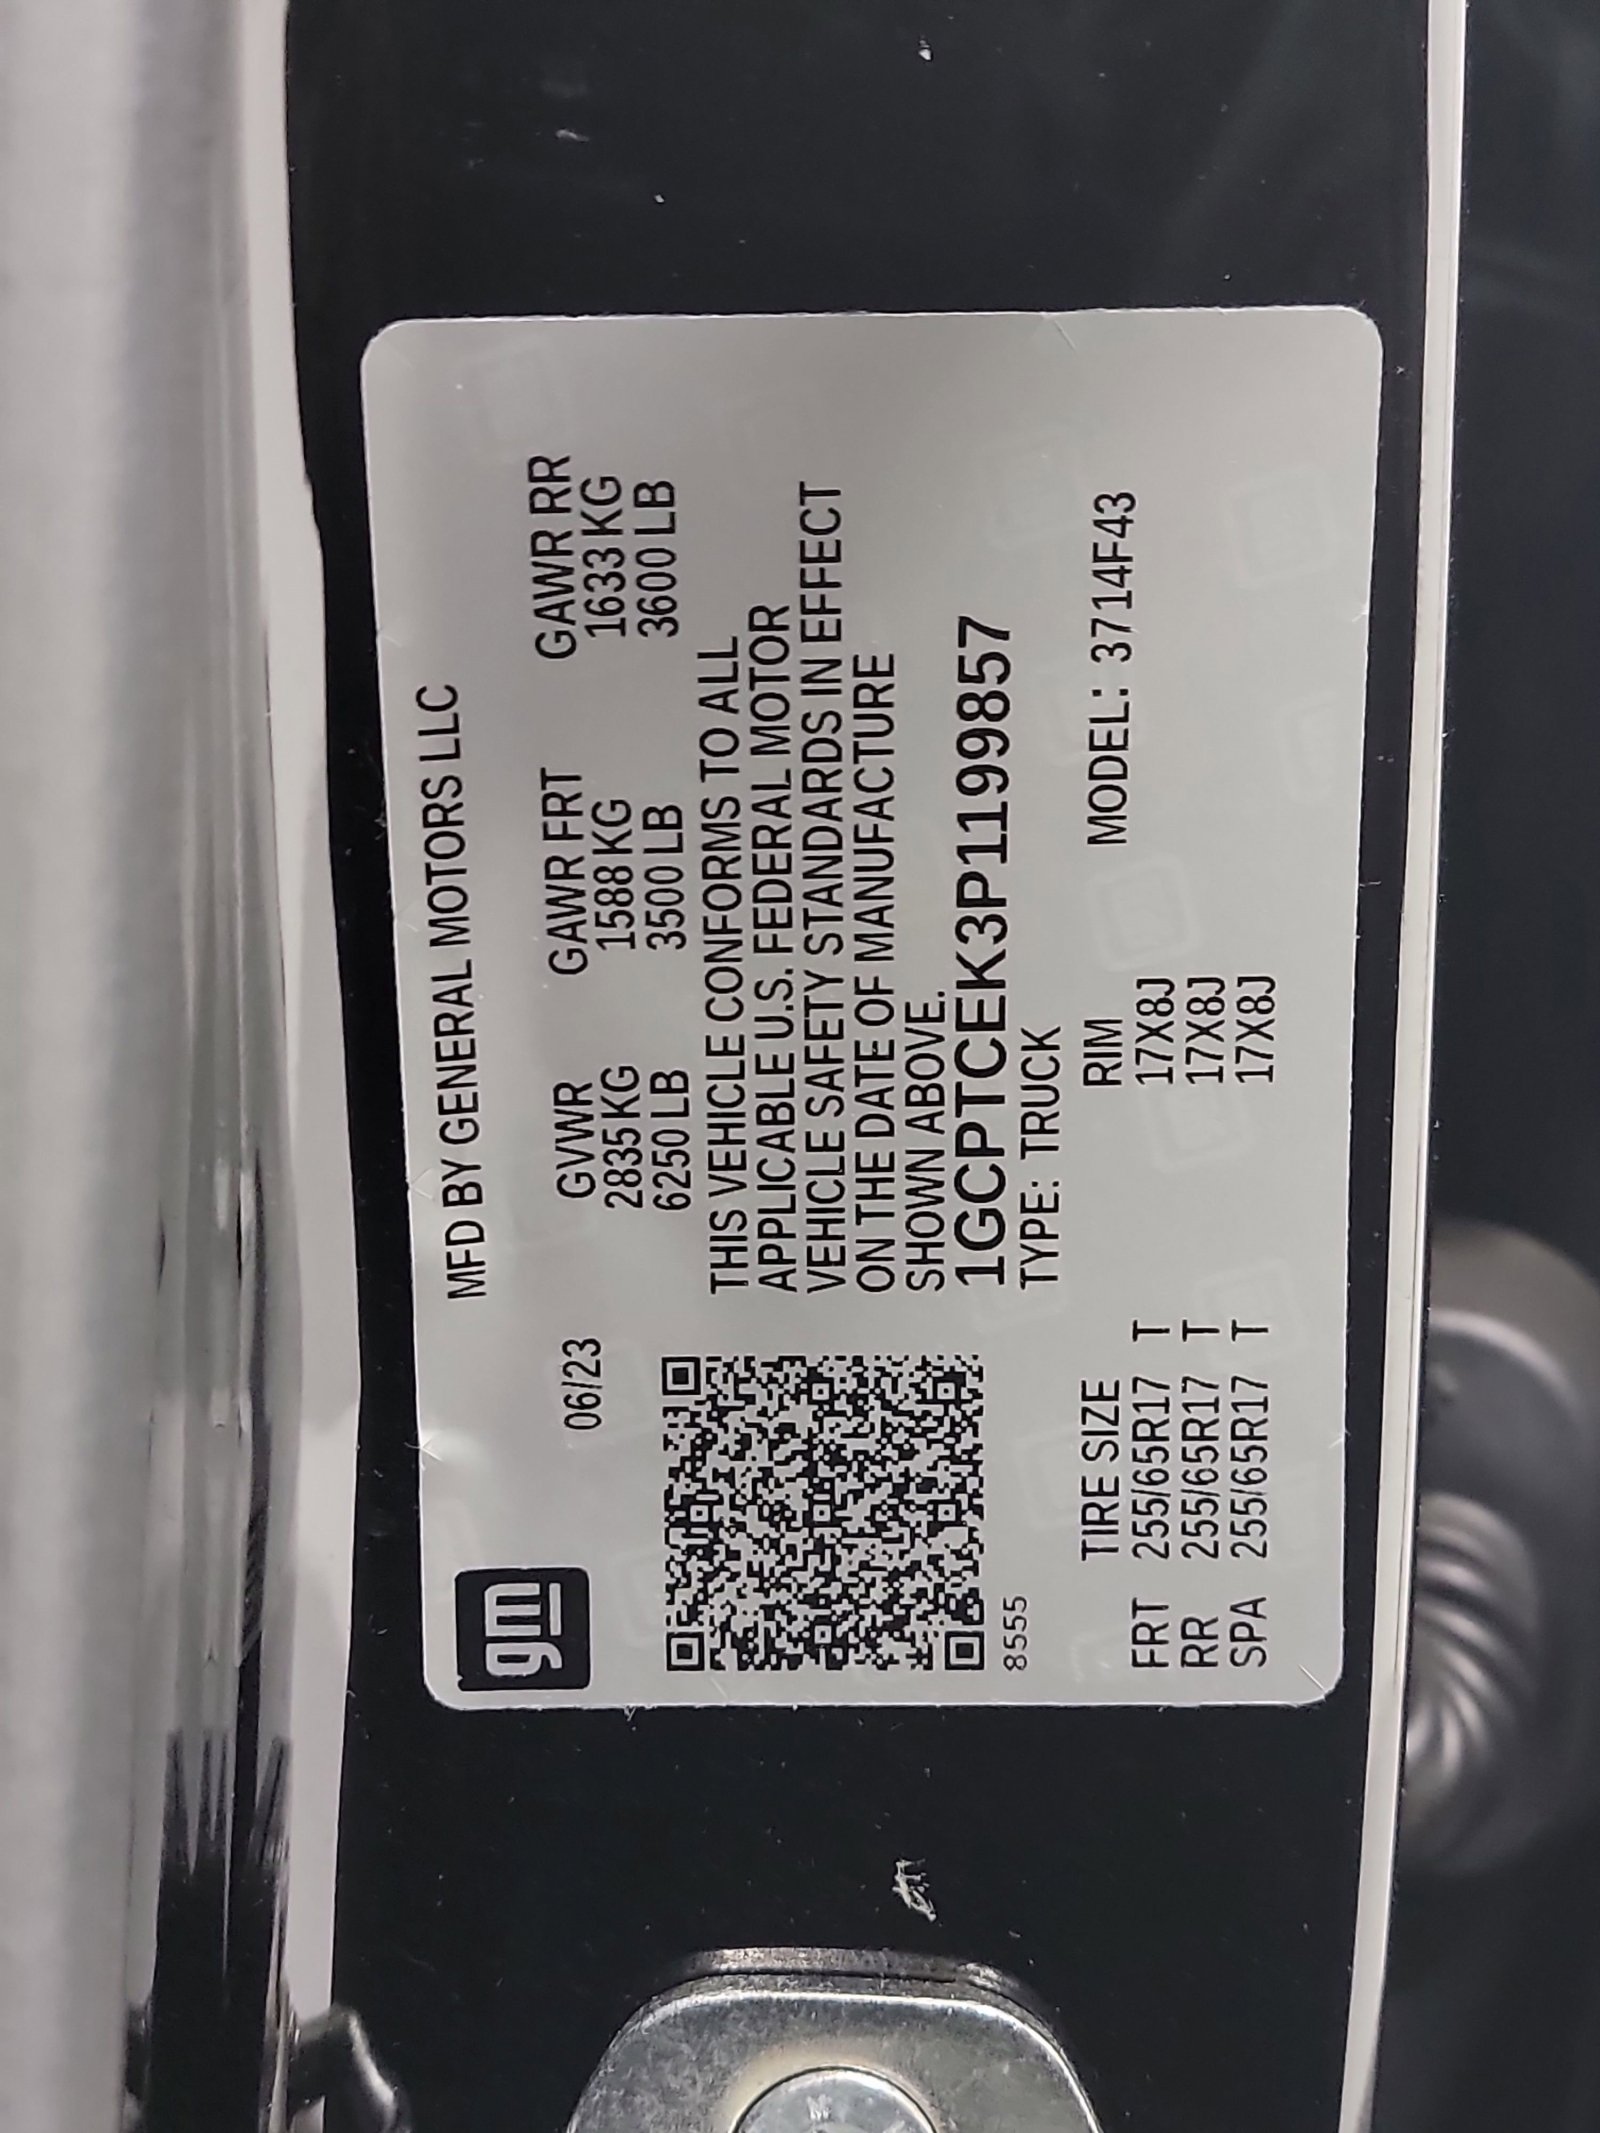 gm
MFD BY GENERAL MOTORS LLC
06/23
GVWR GAWR FRT GAWR RR
2835 KG 1588 KG 1633 KG
6250 LB 3500 LB 3600 LB
THIS VEHICLE CONFORMS TO ALL
APPLICABLE U.S. FEDERAL MOTOR
VEHICLE SAFETY STANDARDS IN EFFECT
ON THE DATE OF MANUFACTURE
SHOWN ABOVE.
1GCPTCEK3P1199857
8555
TYPE: TRUCK
TIRE SIZE RIM MODEL: 3714F43
FRT 255/65R17 T 17X8J
RR 255/65R17 T 17X8J
SPA 255/65R17 T 17X8J